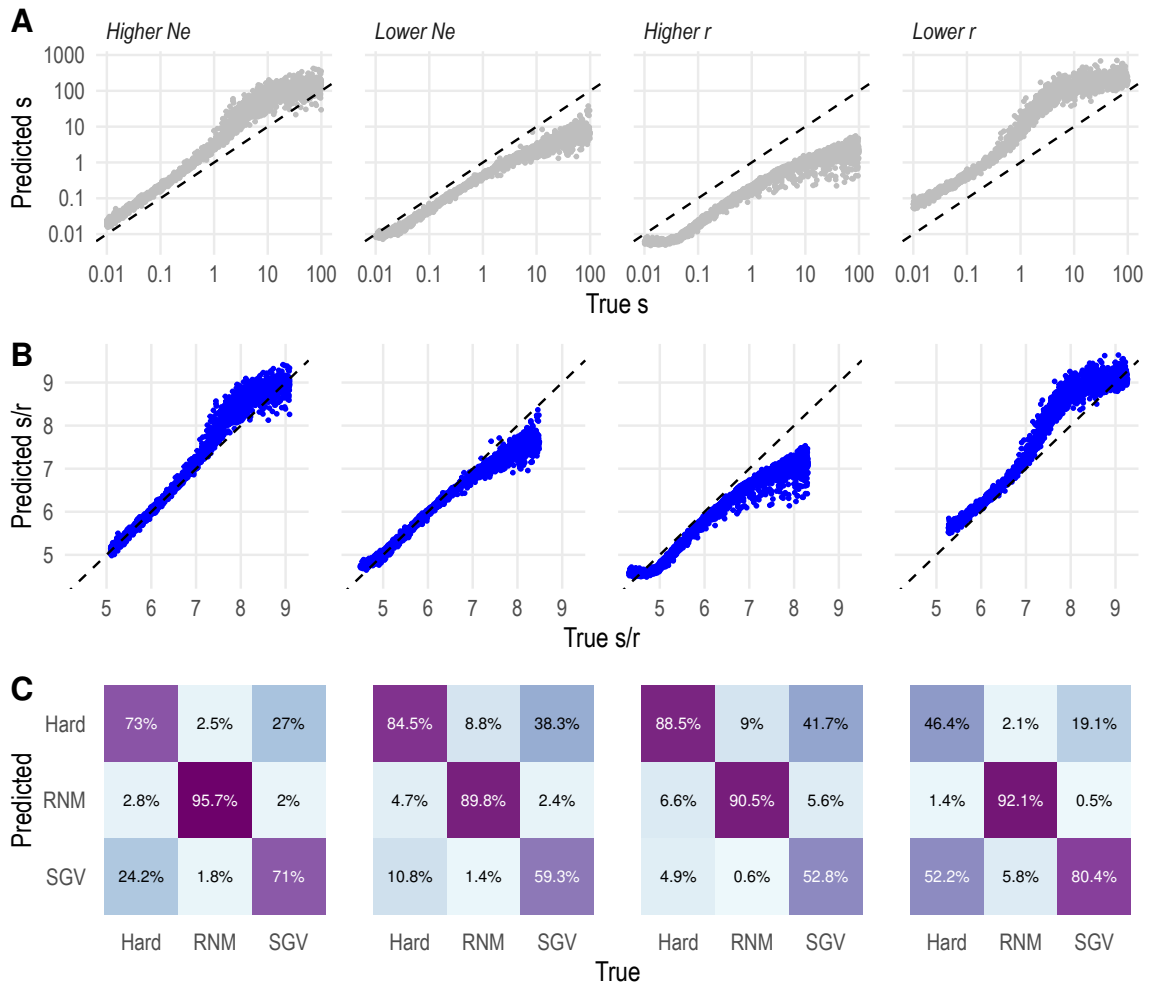 A
Higher Ne Lower Ne Higher r Lower r
Predicted s
1000
100
10
1
0.1
0.01
0.01 0.1 1 10 100 0.01 0.1 1 10 100 0.01 0.1 1 10 100 0.01 0.1 1 10 100
True s
B
Predicted s/r
9
8
7
6
5
5 6 7 8 9 5 6 7 8 9 5 6 7 8 9 5 6 7 8 9
True s/r
C
Predicted
Hard 73% 2.5% 27% 84.5% 8.8% 38.3% 88.5% 9% 41.7% 46.4% 2.1% 19.1%
RNM 2.8% 95.7% 2% 4.7% 89.8% 2.4% 6.6% 90.5% 5.6% 1.4% 92.1% 0.5%
SGV 24.2% 1.8% 71% 10.8% 1.4% 59.3% 4.9% 0.6% 52.8% 52.2% 5.8% 80.4%
Hard RNM SGV Hard RNM SGV Hard RNM SGV Hard RNM SGV
True